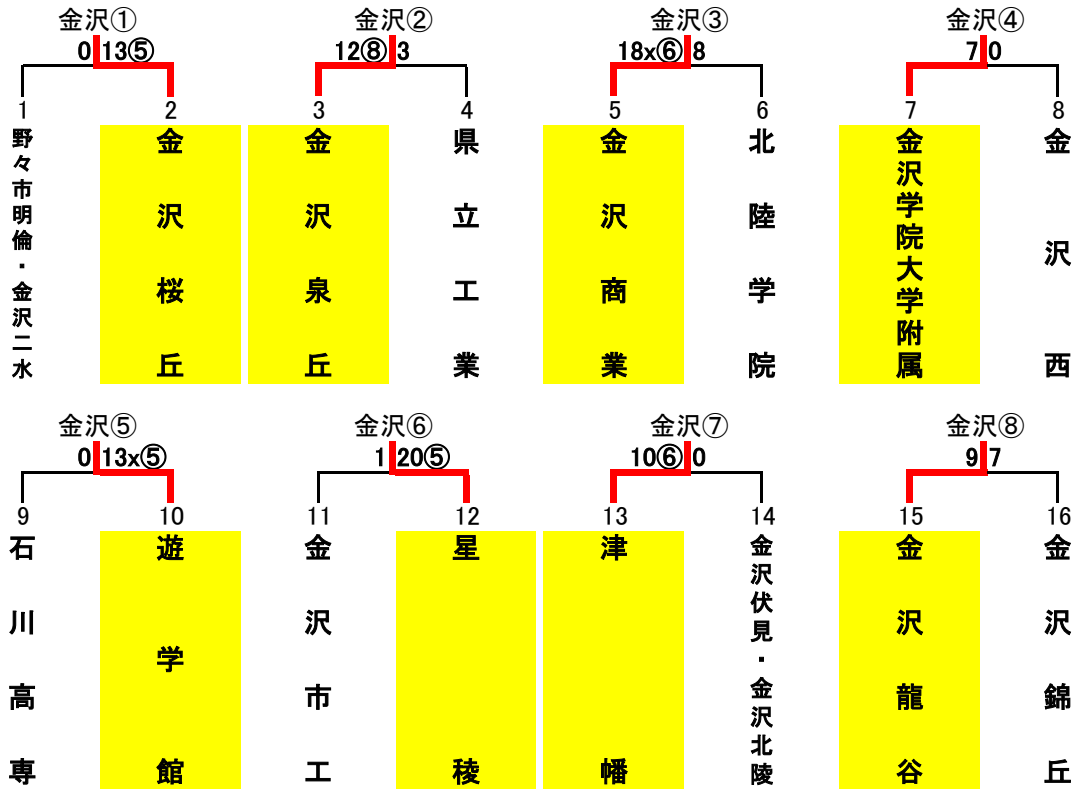 金沢① 金沢② 金沢③ 金沢④
0 13⑤ 12⑧ 3 18x⑥ 8 7 0
1 2 3 4 5 6 7 8
野々市明倫・金沢二水
金沢桜丘
金沢泉丘
県立工業
金沢商業
北陸学院
金沢学院大学附属
金沢西
金沢⑤ 金沢⑥ 金沢⑦ 金沢⑧
0 13x⑤ 1 20⑤ 10⑥ 0 9 7
9 10 11 12 13 14 15 16
石川高専
遊学館
金沢市工
星稜
津幡
金沢伏見・金沢北陵
金沢龍谷
金沢錦丘